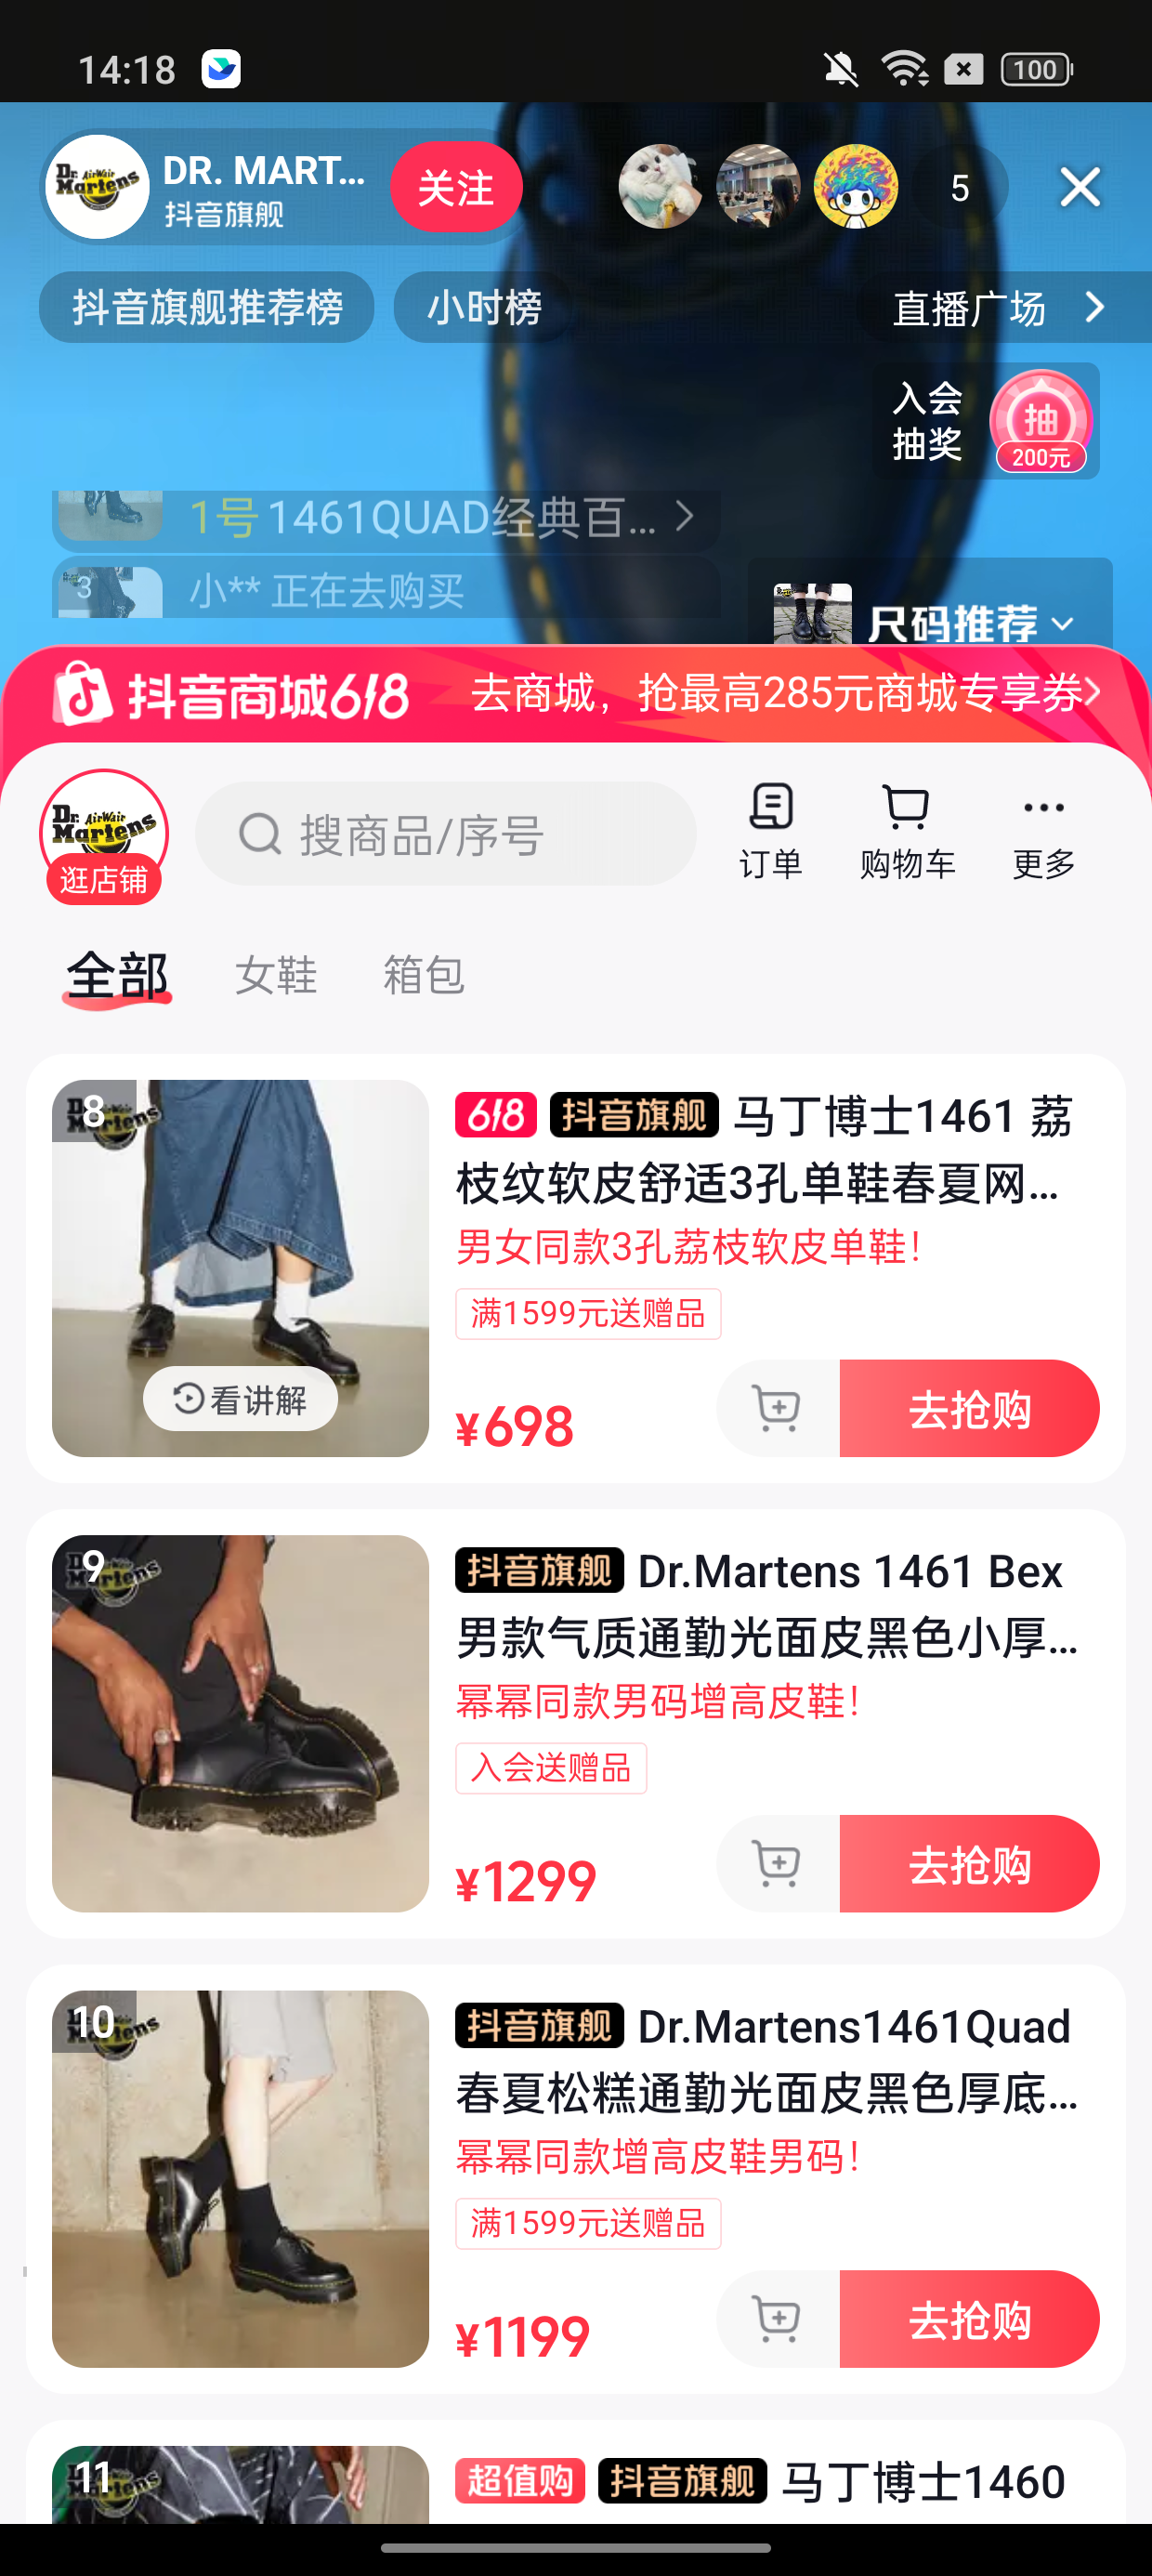 14:18
100
Dr. AirWair Martens
DR. MART...
抖音旗舰
关注
5
抖音旗舰推荐榜
小时榜
直播广场
入会
抽奖
抽
200元
1号 1461QUAD经典百...
3
小** 正在去购买
尺码推荐
抖音商城618
去商城，抢最高285元商城专享券
Dr. AirWair Martens
逛店铺
搜商品/序号
订单
购物车
更多
全部
女鞋
箱包
8
618 抖音旗舰 马丁博士1461 荔
枝纹软皮舒适3孔单鞋春夏网...
男女同款3孔荔枝软皮单鞋！
满1599元送赠品
看讲解
¥698
去抢购
9
抖音旗舰 Dr.Martens 1461 Bex
男款气质通勤光面皮黑色小厚...
幂幂同款男码增高皮鞋！
入会送赠品
¥1299
去抢购
10
抖音旗舰 Dr.Martens1461Quad
春夏松糕通勤光面皮黑色厚底...
幂幂同款增高皮鞋男码！
满1599元送赠品
¥1199
去抢购
11
超值购 抖音旗舰 马丁博士1460